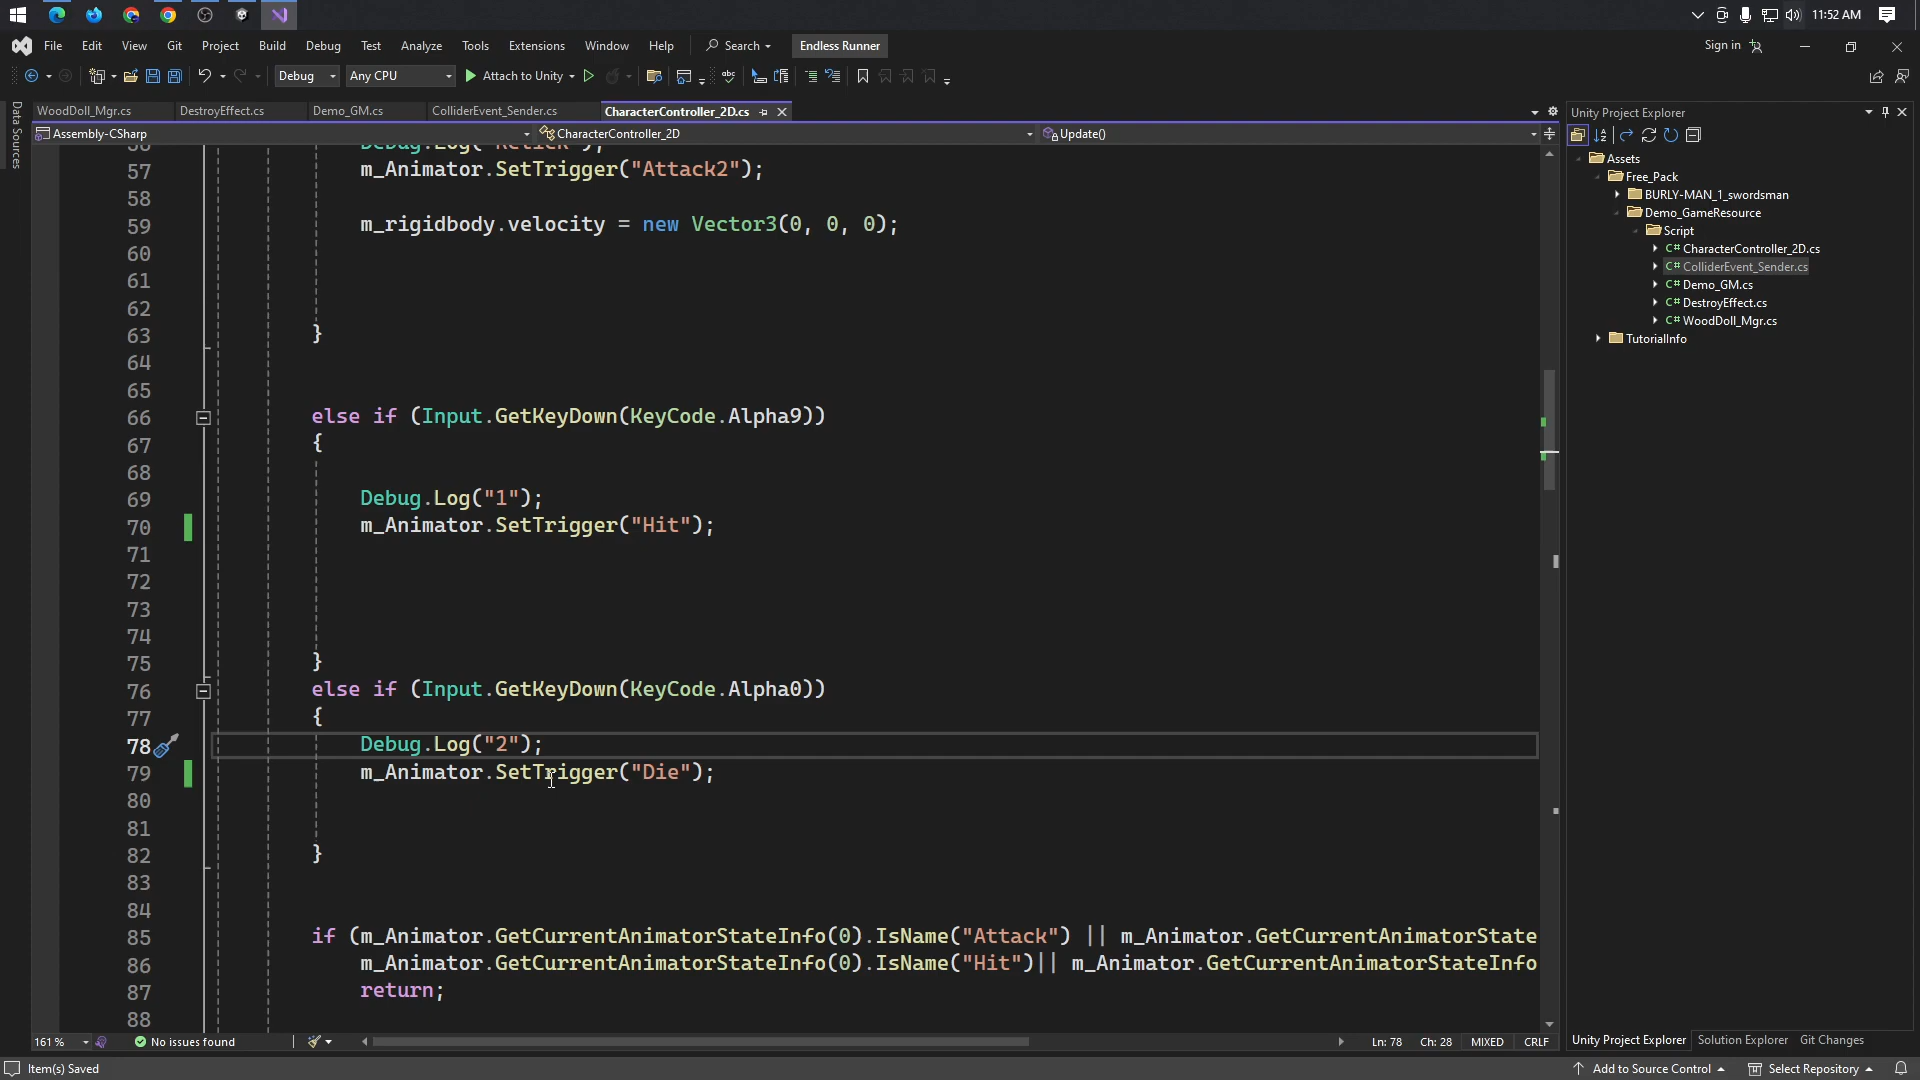 11:52 AM
File Edit View Git Project Build Debug Test Analyze Tools Extensions Window Help Search Endless Runner Sign in
Debug Any CPU Attach to Unity
WoodDoll_Mgr.cs DestroyEffect.cs Demo_GM.cs ColliderEvent_Sender.cs CharacterController_2D.cs
Assembly-CSharp CharacterController_2D Update()
Data Sources
57 m_Animator.SetTrigger("Attack2");
58
59 m_rigidbody.velocity = new Vector3(0, 0, 0);
60
61
62
63 }
64
65
66 else if (Input.GetKeyDown(KeyCode.Alpha9))
67 {
68
69 Debug.Log("1");
70 m_Animator.SetTrigger("Hit");
71
72
73
74
75 }
76 else if (Input.GetKeyDown(KeyCode.Alpha0))
77 {
78 Debug.Log("2");
79 m_Animator.SetTrigger("Die");
80
81
82 }
83
84
85 if (m_Animator.GetCurrentAnimatorStateInfo(0).IsName("Attack") || m_Animator.GetCurrentAnimatorState
86 m_Animator.GetCurrentAnimatorStateInfo(0).IsName("Hit")|| m_Animator.GetCurrentAnimatorStateInfo
87 return;
88
161 % No issues found Ln: 78 Ch: 28 MIXED CRLF
Unity Project Explorer
Assets
Free_Pack
BURLY-MAN_1_swordsman
Demo_GameResource
Script
C# CharacterController_2D.cs
C# ColliderEvent_Sender.cs
C# Demo_GM.cs
C# DestroyEffect.cs
C# WoodDoll_Mgr.cs
TutorialInfo
Unity Project Explorer Solution Explorer Git Changes
Item(s) Saved Add to Source Control Select Repository